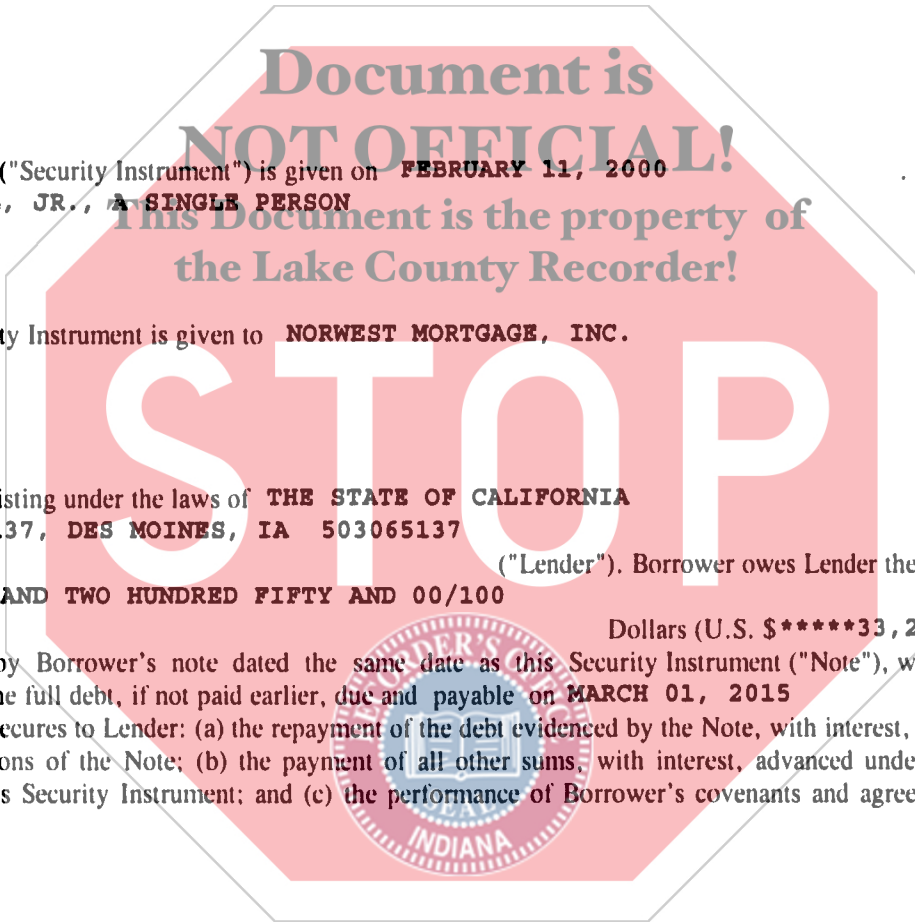 Document is
NOT OFFICIAL!
("Security Instrument") is given on FEBRUARY 11, 2000
, JR., A SINGLE PERSON
This Document is the property of
the Lake County Recorder!
ty Instrument is given to NORWEST MORTGAGE, INC.
STOP
isting under the laws of THE STATE OF CALIFORNIA
37, DES MOINES, IA 503065137
("Lender"). Borrower owes Lender the
AND TWO HUNDRED FIFTY AND 00/100
Dollars (U.S. $*****33,2
by Borrower's note dated the same date as this Security Instrument ("Note"), w
e full debt, if not paid earlier, due and payable on MARCH 01, 2015
ecures to Lender: (a) the repayment of the debt evidenced by the Note, with interest,
ons of the Note; (b) the payment of all other sums, with interest, advanced unde
s Security Instrument; and (c) the performance of Borrower's covenants and agree
RECORDER'S OFFICE
SEAL
INDIANA